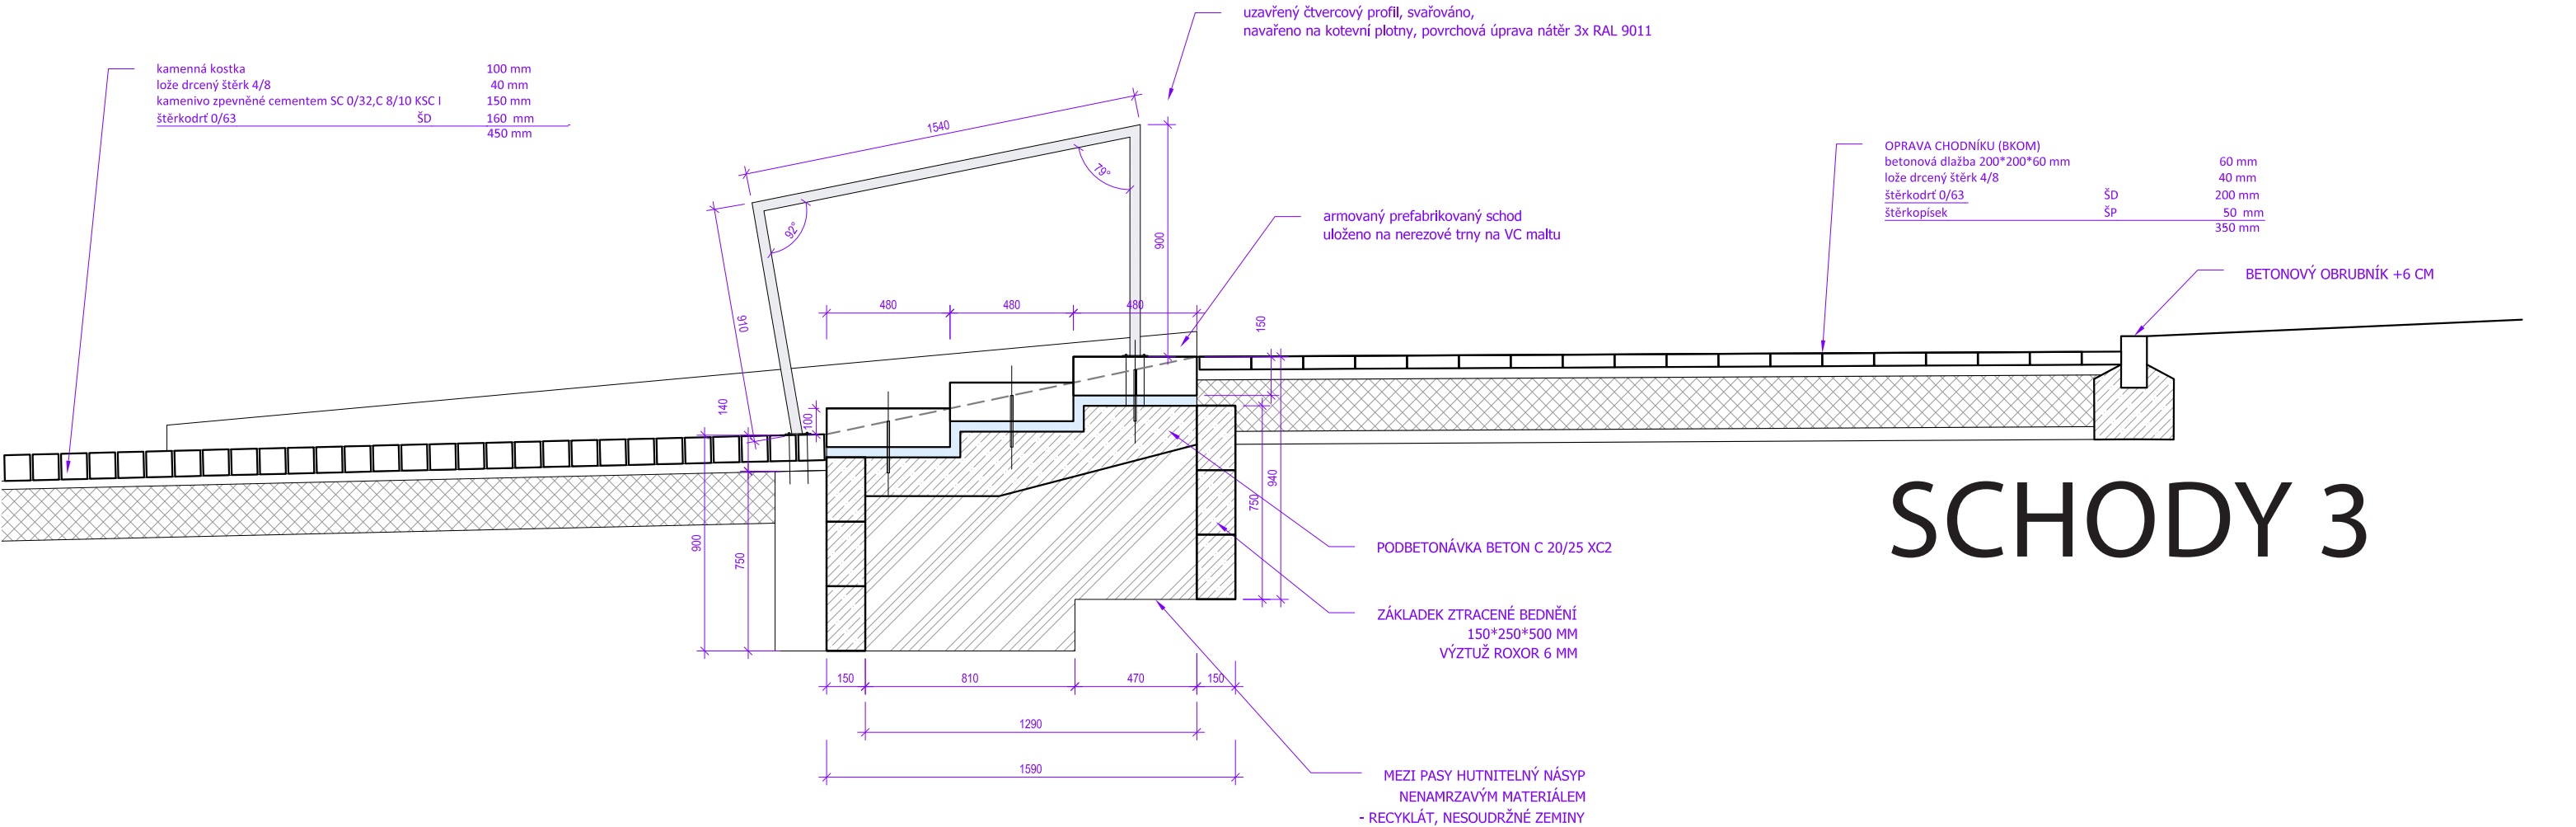 uzavřený čtvercový profil, svařováno,
navařeno na kotevní plotny, povrchová úprava nátěr 3x RAL 9011
kamenná kostka 100 mm
lože drcený štěrk 4/8 40 mm
kamenivo zpevněné cementem SC 0/32,C 8/10 KSC I 150 mm
štěrkodrť 0/63 ŠD 160 mm
450 mm
1540
79°
92°
910
900
OPRAVA CHODNÍKU (BKOM)
betonová dlažba 200*200*60 mm 60 mm
lože drcený štěrk 4/8 40 mm
štěrkodrť 0/63 ŠD 200 mm
štěrkopísek ŠP 50 mm
350 mm
armovaný prefabrikovaný schod
uloženo na nerezové trny na VC maltu
BETONOVÝ OBRUBNÍK +6 CM
480 480 480
150
140
100
900
750
750
940
SCHODY 3
PODBETONÁVKA BETON C 20/25 XC2
ZÁKLADEK ZTRACENÉ BEDNĚNÍ
150*250*500 MM
VÝZTUŽ ROXOR 6 MM
150 810 470 150
1290
1590
MEZI PASY HUTNITELNÝ NÁSYP
NENAMRZAVÝM MATERIÁLEM
- RECYKLÁT, NESOUDRŽNÉ ZEMINY